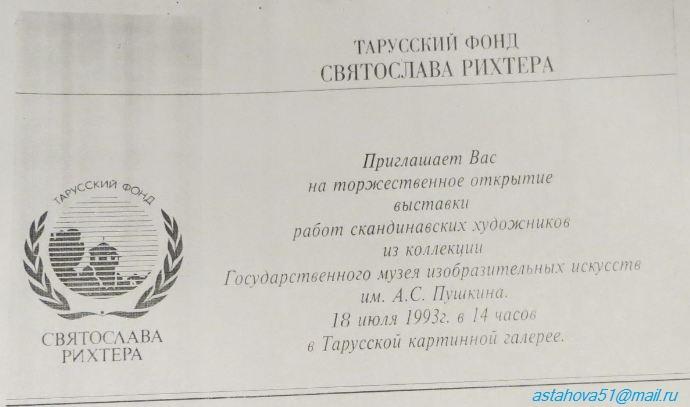 ТАРУССКИЙ ФОНД
СВЯТОСЛАВА РИХТЕРА
Приглашает Вас
на торжественное открытие
выставки
работ скандинавских художников
из коллекции
Государственного музея изобразительных искусств
им. А.С. Пушкина.
18 июля 1993г. в 14 часов
в Тарусской картинной галерее.
ТАРУССКИЙ ФОНД
СВЯТОСЛАВА
РИХТЕРА
astahova51@mail.ru